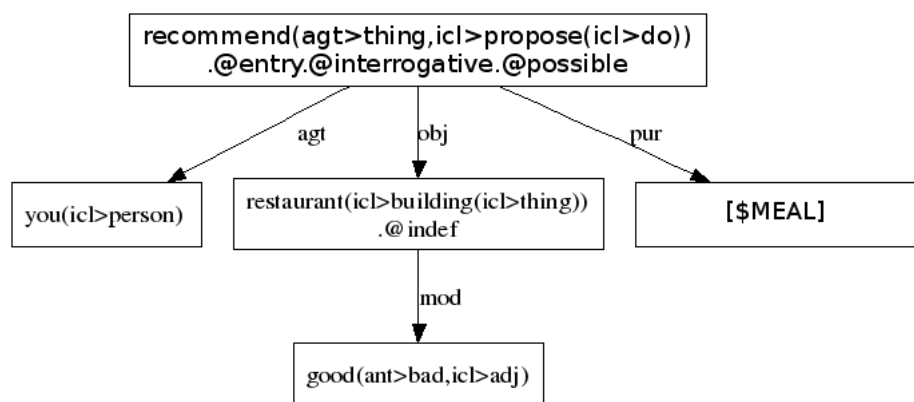 recommend(agt>thing,icl>propose(icl>do))
.@entry.@interrogative.@possible
agt
obj
pur
you(icl>person)
restaurant(icl>building(icl>thing))
.@indef
[$MEAL]
mod
good(ant>bad,icl>adj)